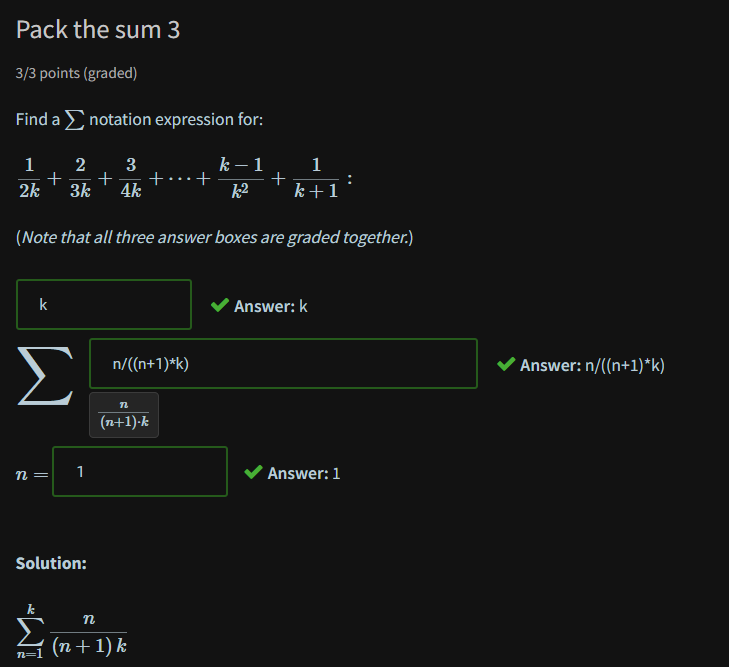 Pack the sum 3
3/3 points (graded)
Find a ∑ notation expression for:
1/(2k) + 2/(3k) + 3/(4k) + ⋯ + (k − 1)/k² + 1/(k + 1) :
(Note that all three answer boxes are graded together.)
k ✔ Answer: k
∑ n/((n+1)*k) ✔ Answer: n/((n+1)*k)
n/((n+1)·k)
n = 1 ✔ Answer: 1
Solution:
∑_{n=1}^{k} n/((n + 1) k)